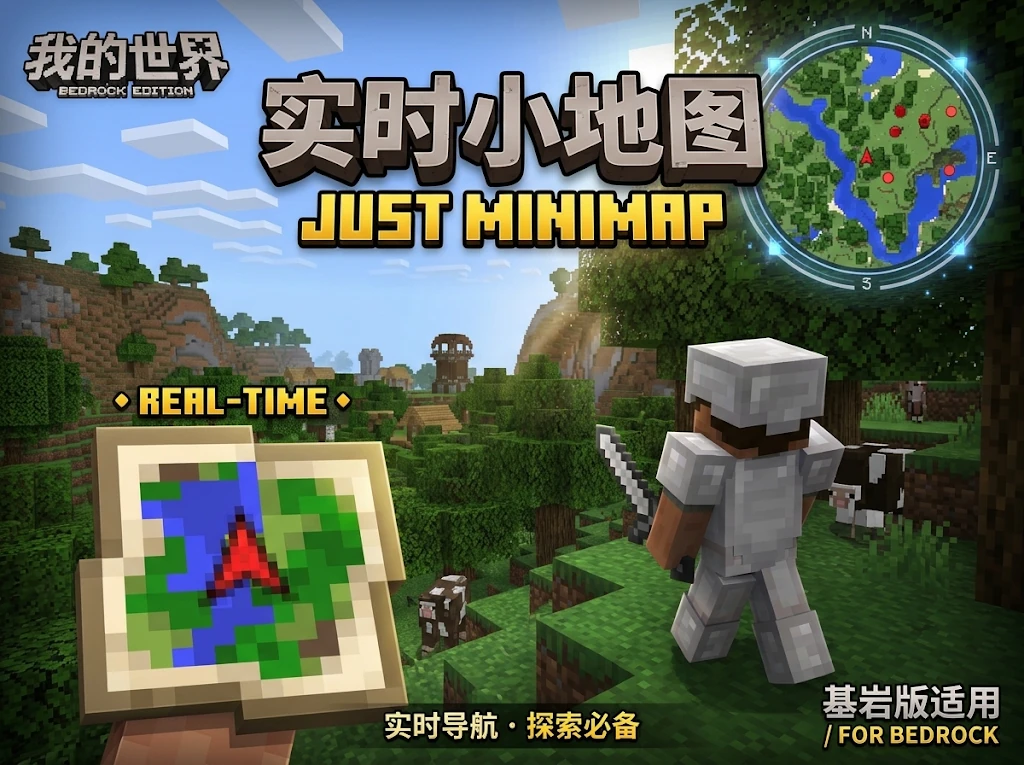 我的世界
BEDROCK EDITION
实时小地图
JUST MINIMAP
N
E
3
• REAL-TIME •
实时导航 · 探索必备
基岩版适用
/ FOR BEDROCK